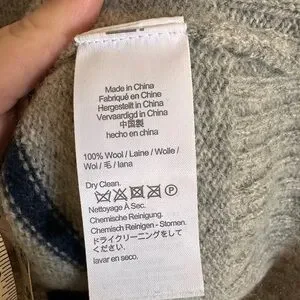 Made in China
Fabriqué en Chine
Hergestellt in China
Vervaardigd in China
中国製
hecho en china
100% Wool / Laine / Wolle /
Wol / 毛 / lana
Dry Clean.
P
Nettoyage À Sec.
Chemische Reinigung.
Chemisch Reinigen - Stomen.
ドライクリーニングをして
ください.
lavar en seco.